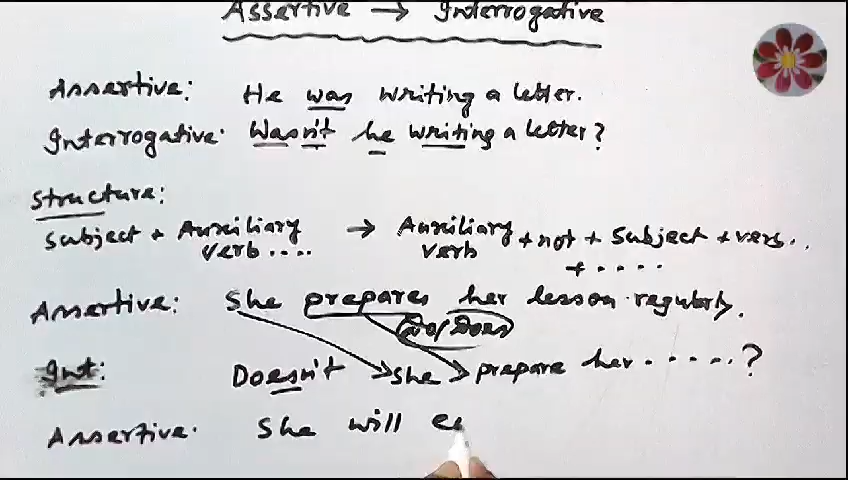 Assertive → Interrogative
Assertive: He was writing a letter.
Interrogative: Wasn't he writing a letter?
Structure:
Subject + Auxiliary verb .... → Auxiliary verb + not + Subject + verb..
+ .....
Assertive: She prepares her lesson regularly.
Do/Does
Int: Doesn't she prepare her ......?
Assertive: She will